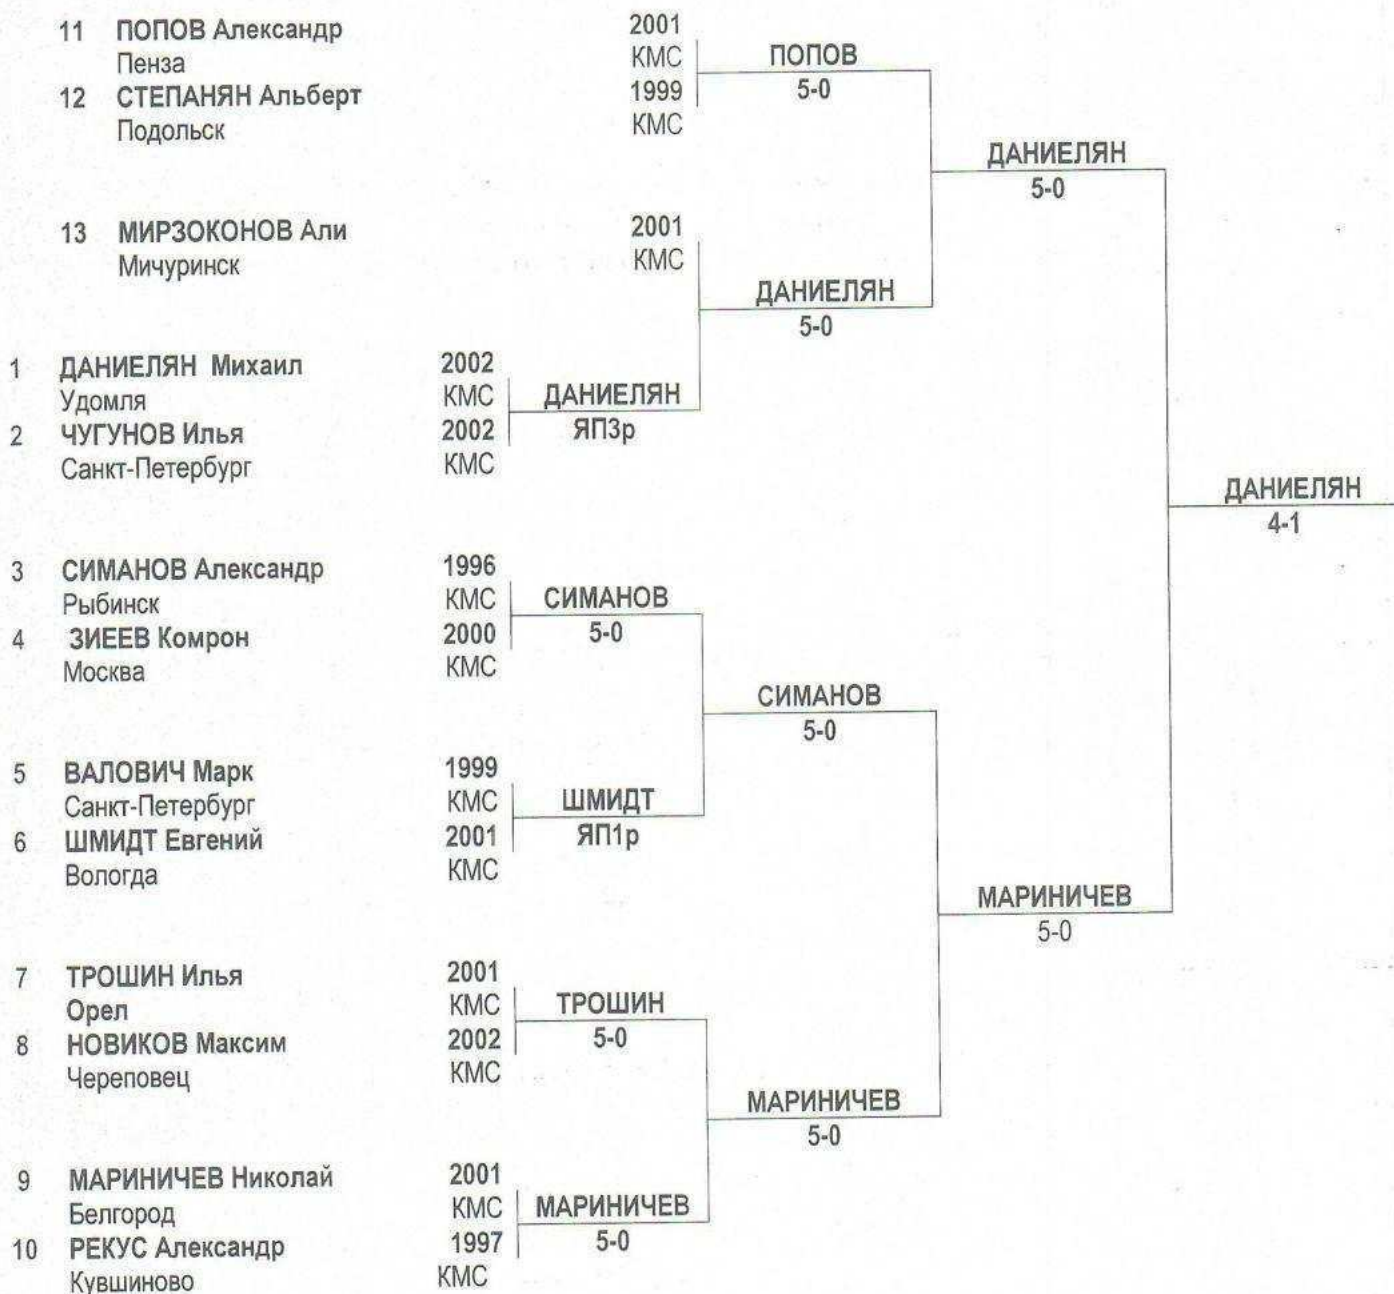 11 ПОПОВ Александр 2001
Пенза КМС ПОПОВ
12 СТЕПАНЯН Альберт 1999 5-0
Подольск КМС
ДАНИЕЛЯН
5-0
13 МИРЗОКОНОВ Али 2001
Мичуринск КМС
ДАНИЕЛЯН
5-0
1 ДАНИЕЛЯН Михаил 2002
Удомля КМС ДАНИЕЛЯН
2 ЧУГУНОВ Илья 2002 ЯП3р
Санкт-Петербург КМС
ДАНИЕЛЯН
4-1
3 СИМАНОВ Александр 1996
Рыбинск КМС СИМАНОВ
4 ЗИЕЕВ Комрон 2000 5-0
Москва КМС
СИМАНОВ
5-0
5 ВАЛОВИЧ Марк 1999
Санкт-Петербург КМС ШМИДТ
6 ШМИДТ Евгений 2001 ЯП1р
Вологда КМС
МАРИНИЧЕВ
5-0
7 ТРОШИН Илья 2001
Орел КМС ТРОШИН
8 НОВИКОВ Максим 2002 5-0
Череповец КМС
МАРИНИЧЕВ
5-0
9 МАРИНИЧЕВ Николай 2001
Белгород КМС МАРИНИЧЕВ
10 РЕКУС Александр 1997 5-0
Кувшиново КМС